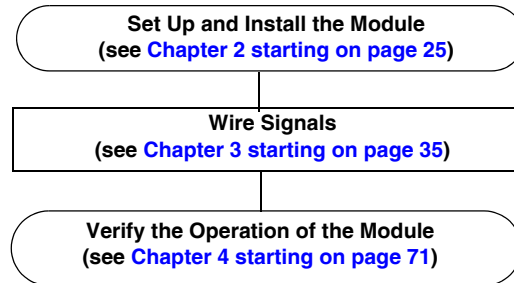 Set Up and Install the Module
(see Chapter 2 starting on page 25)
Wire Signals
(see Chapter 3 starting on page 35)
Verify the Operation of the Module
(see Chapter 4 starting on page 71)